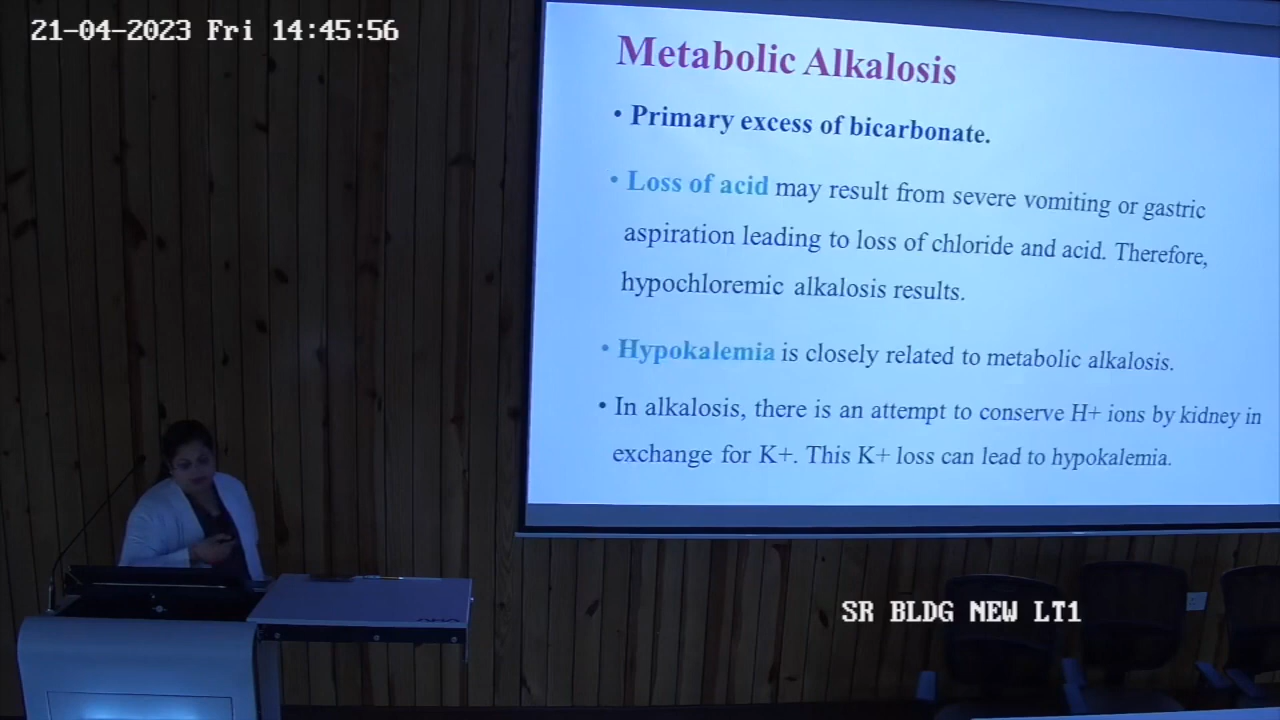 21-04-2023 Fri 14:45:56
Metabolic Alkalosis
• Primary excess of bicarbonate.
• Loss of acid may result from severe vomiting or gastric
aspiration leading to loss of chloride and acid. Therefore,
hypochloremic alkalosis results.
• Hypokalemia is closely related to metabolic alkalosis.
• In alkalosis, there is an attempt to conserve H+ ions by kidney in
exchange for K+. This K+ loss can lead to hypokalemia.
SR BLDG NEW LT1